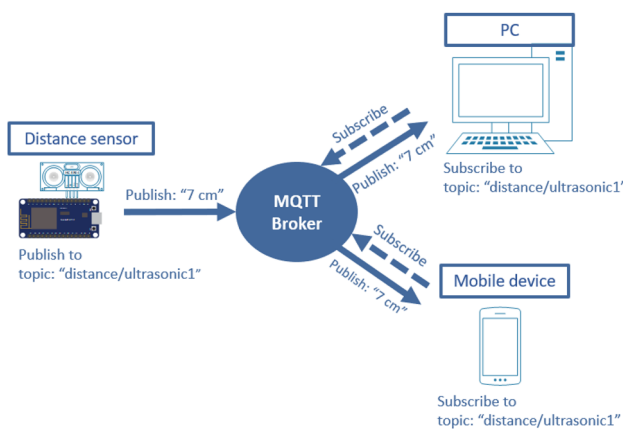 PC
Distance sensor
Publish: “7 cm”
Publish to
topic: “distance/ultrasonic1”
MQTT
Broker
Subscribe
Publish: “7 cm”
Subscribe to
topic: “distance/ultrasonic1”
Subscribe
Publish: “7 cm”
Mobile device
Subscribe to
topic: “distance/ultrasonic1”